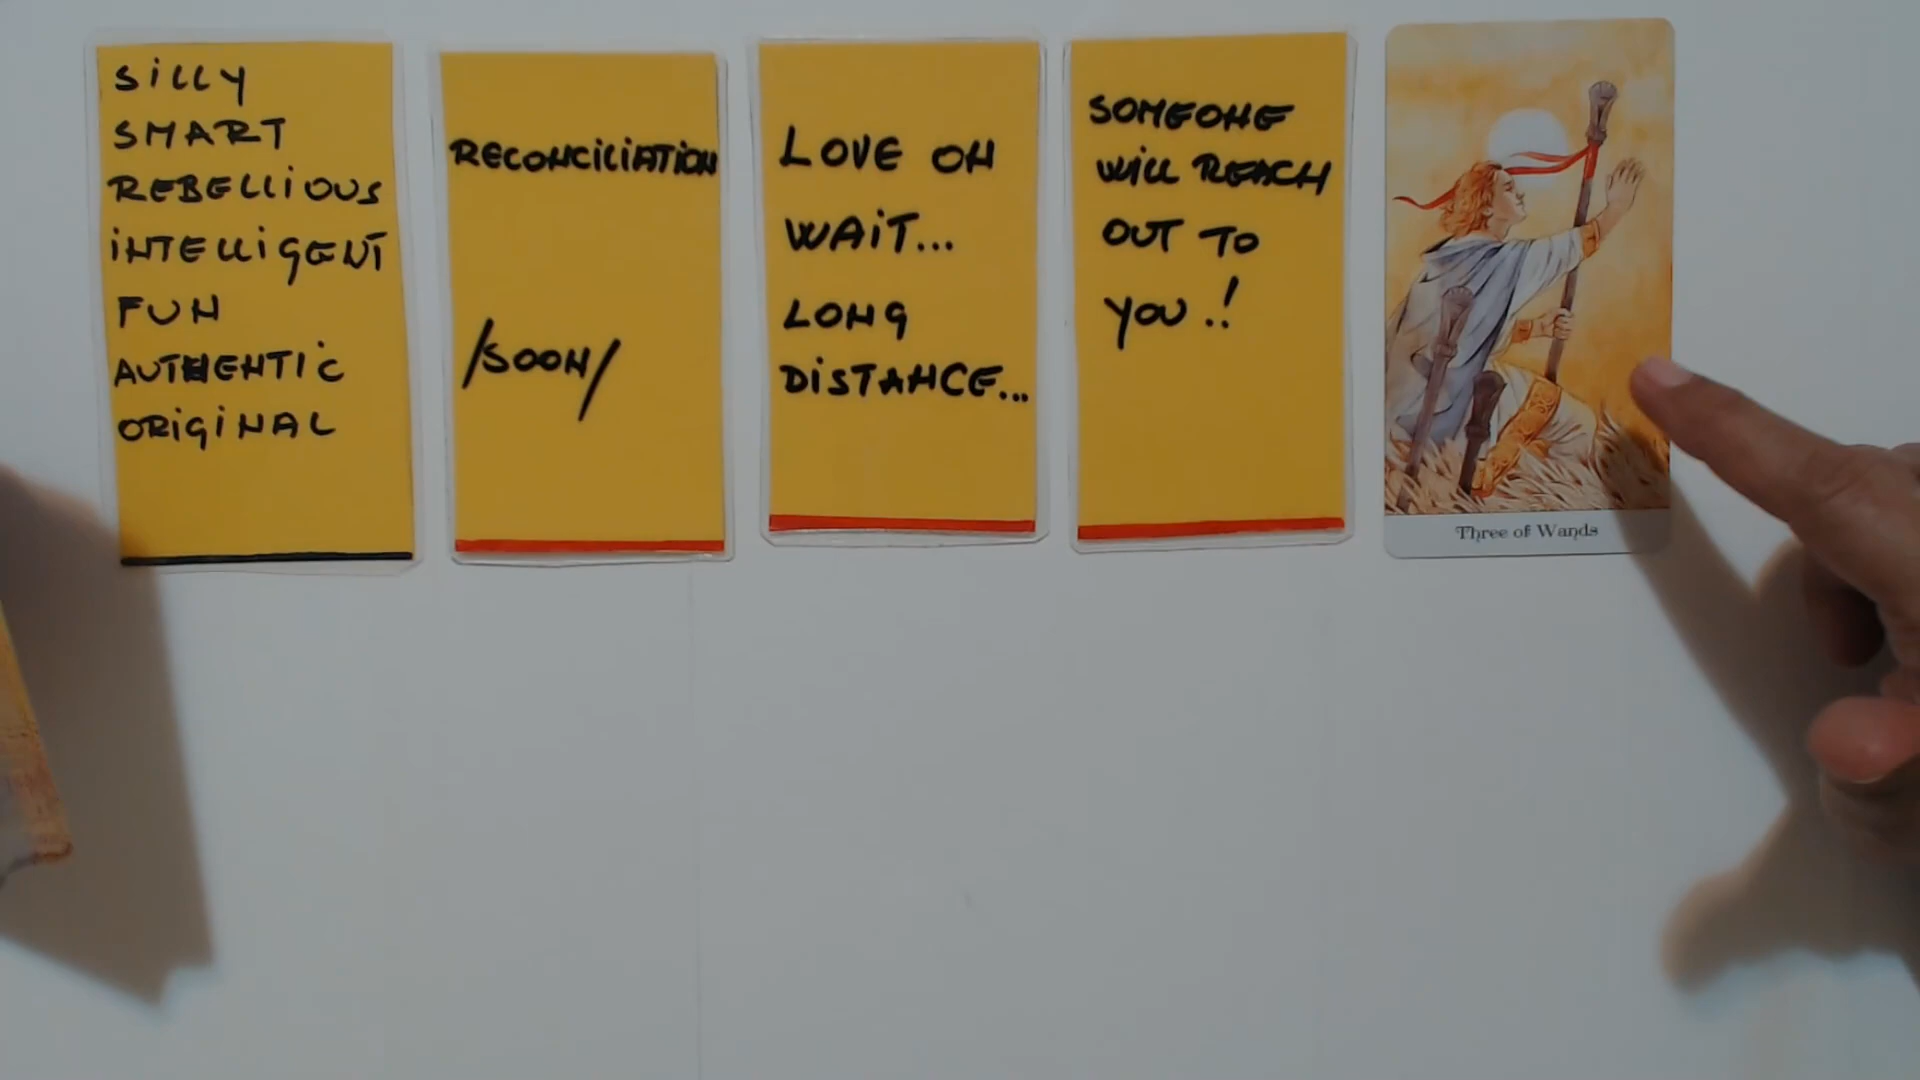 SiLLY
SMART
REBELLiOUS
iNTELLiGENT
FUN
AUTHENTiC
ORiGiNAL
RECONCiLiATiON
/SOON/
LOVE ON
WAiT...
LONG
DiSTANCE...
SOMEONE
WiLL REACH
OUT TO
YOU!
Three of Wands